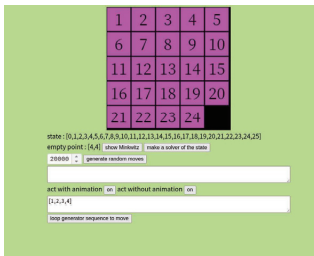 1 2 3 4 5
6 7 8 9 10
11 12 13 14 15
16 17 18 19 20
21 22 23 24
state : [0,1,2,3,4,5,6,7,8,9,10,11,12,13,14,15,16,17,18,19,20,21,22,23,24,25]
empty point : [4,4] show Minkwitz make a solver of the state
20000 generate random moves
act with animation on act without animation on
[1,2,3,4]
loop generator sequence to move